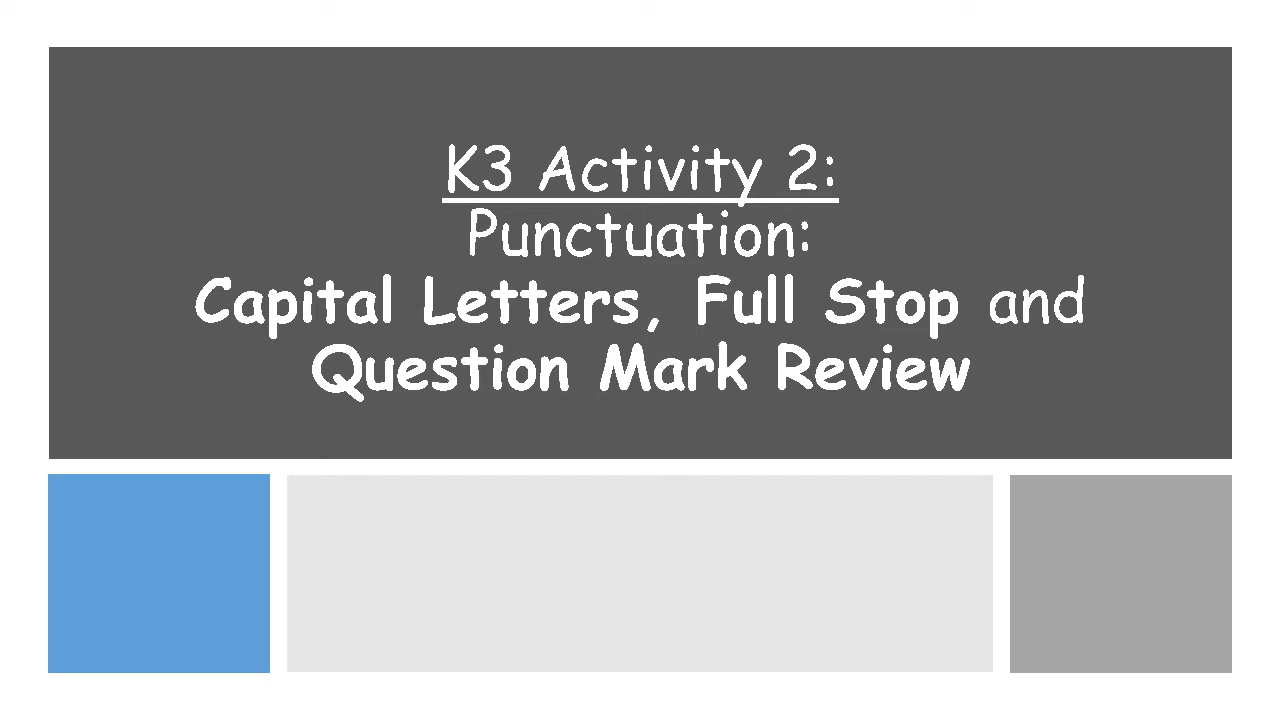 K3 Activity 2:
Punctuation:
Capital Letters, Full Stop and
Question Mark Review